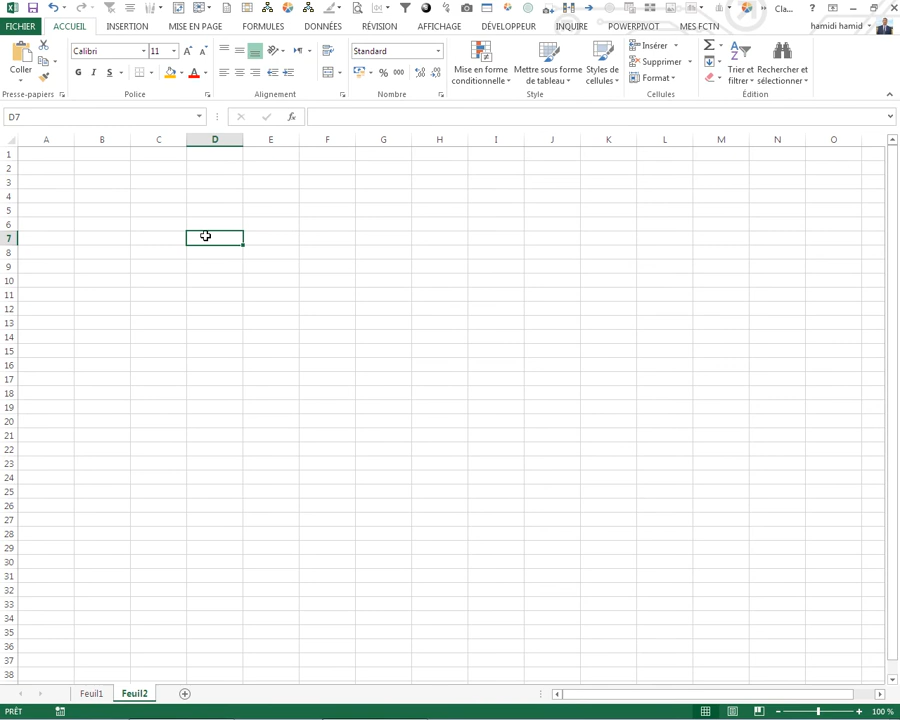 Cla...
FICHIER ACCUEIL INSERTION MISE EN PAGE FORMULES DONNÉES RÉVISION AFFICHAGE DÉVELOPPEUR INQUIRE POWERPIVOT MES FCTN hamidi hamid
Calibri 11 Standard
Coller
G I S
Mise en forme conditionnelle
Mettre sous forme de tableau
Styles de cellules
Insérer
Supprimer
Format
Trier et filtrer
Rechercher et sélectionner
Presse-papiers Police Alignement Nombre Style Cellules Édition
D7 fx
A B C D E F G H I J K L M N O
1
2
3
4
5
6
7
8
9
10
11
12
13
14
15
16
17
18
19
20
21
22
23
24
25
26
27
28
29
30
31
32
33
34
35
36
37
38
Feuil1 Feuil2
PRÊT 100 %